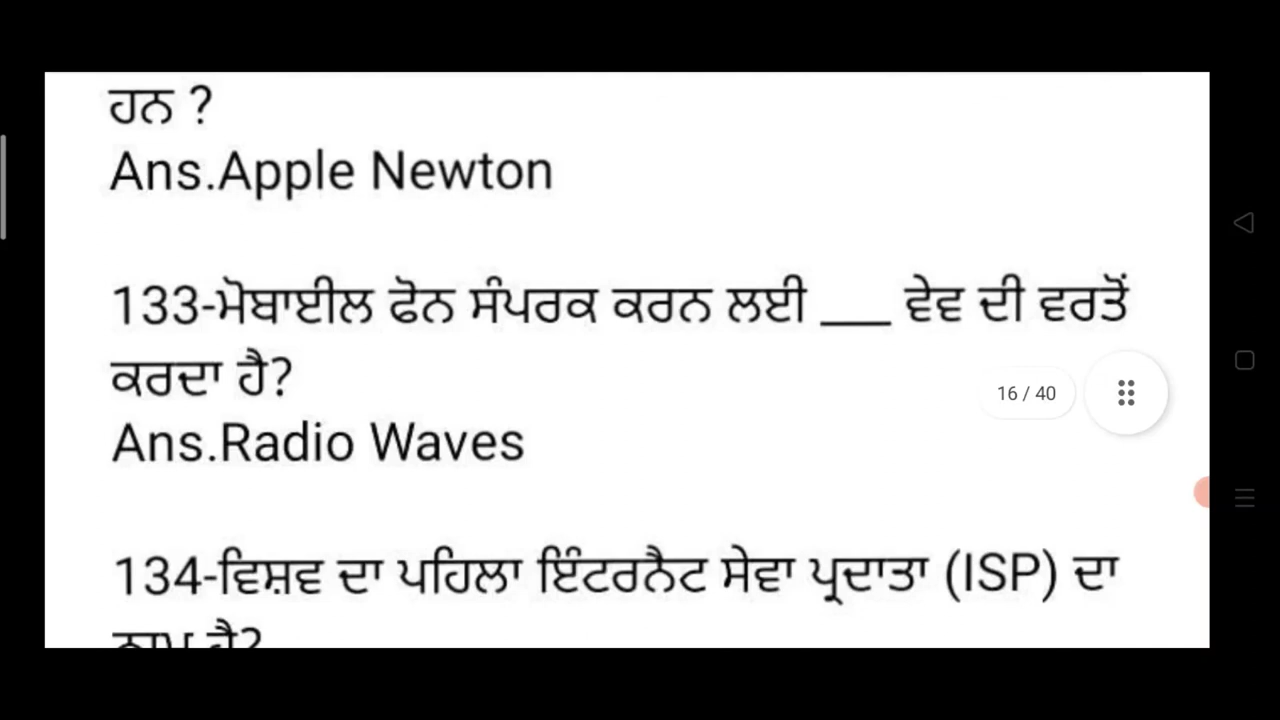 ਹਨ ?
Ans.Apple Newton
133-ਮੋਬਾਈਲ ਫੋਨ ਸੰਪਰਕ ਕਰਨ ਲਈ ___ ਵੇਵ ਦੀ ਵਰਤੋਂ
ਕਰਦਾ ਹੈ?
16 / 40
Ans.Radio Waves
134-ਵਿਸ਼ਵ ਦਾ ਪਹਿਲਾ ਇੰਟਰਨੈਟ ਸੇਵਾ ਪ੍ਰਦਾਤਾ (ISP) ਦਾ
ਨਾਮ ਹੈ?